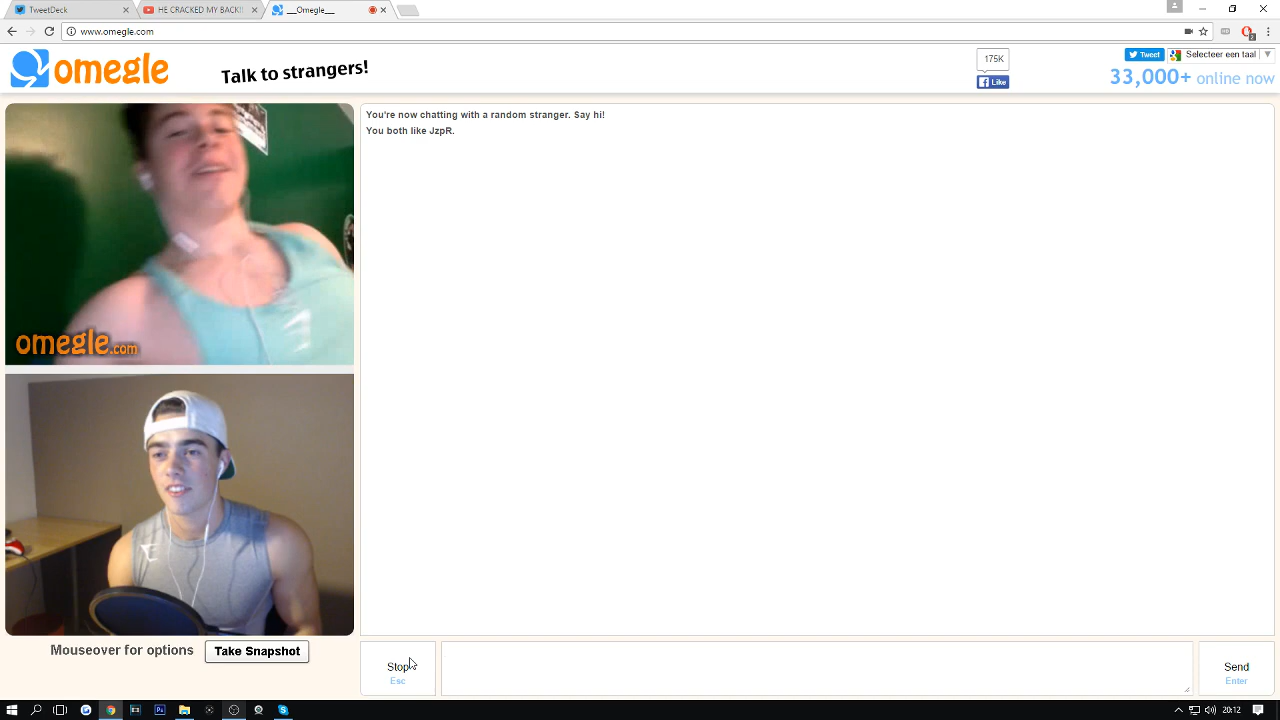 TweetDeck
HE CRACKED MY BACK!!
__Omegle__
www.omegle.com
omegle
Talk to strangers!
175K
Like
Tweet
Selecteer een taal
33,000+ online now
You're now chatting with a random stranger. Say hi!
You both like JzpR.
omegle.com
Mouseover for options
Take Snapshot
Stop
Esc
Send
Enter
20:12